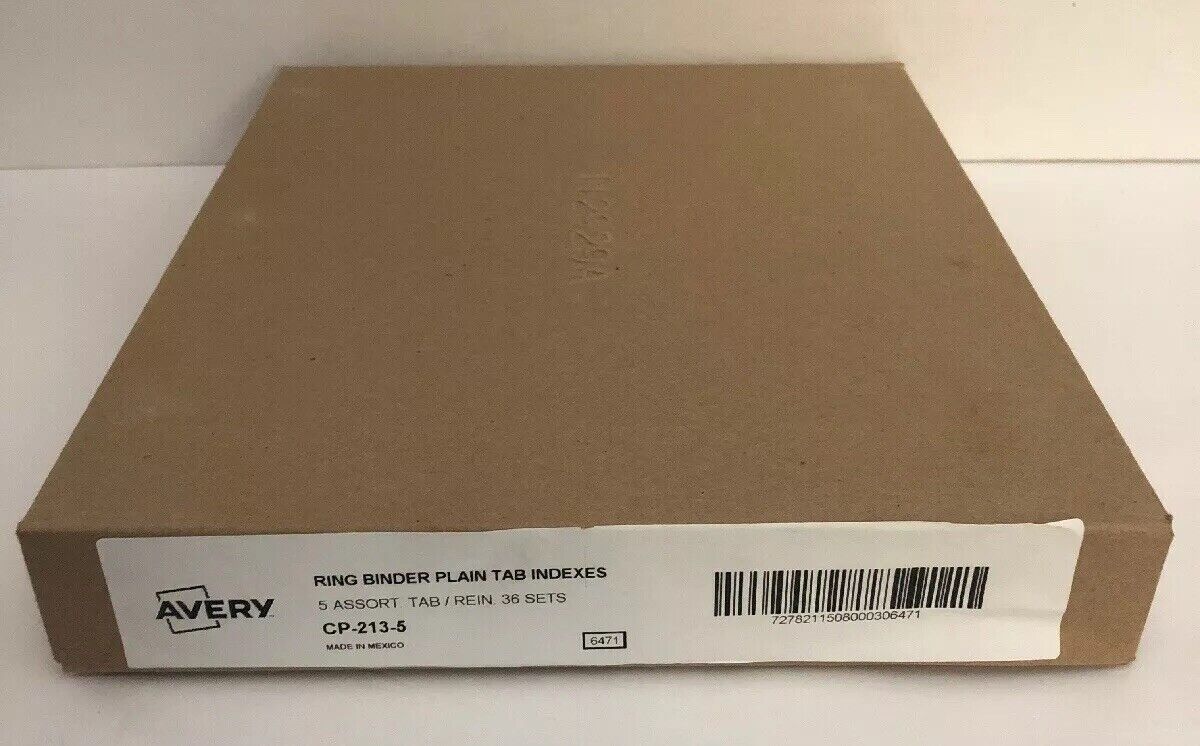 AVERY
RING BINDER PLAIN TAB INDEXES
5 ASSORT. TAB / REIN. 36 SETS
CP-213-5
MADE IN MEXICO
6471
7278211508000306471